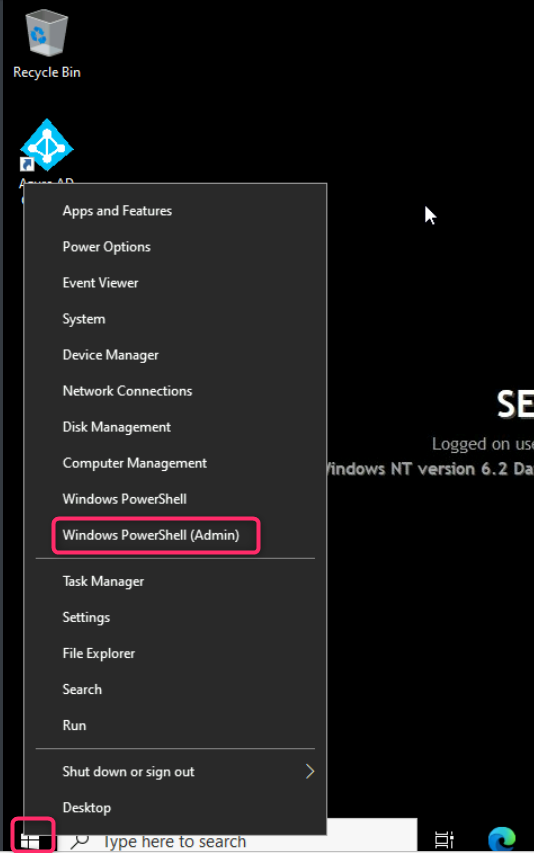 Recycle Bin
Azure AD
Apps and Features
Power Options
Event Viewer
System
Device Manager
Network Connections
Disk Management
Computer Management
Windows PowerShell
Windows PowerShell (Admin)
Task Manager
Settings
File Explorer
Search
Run
Shut down or sign out
Desktop
SE
Logged on use
Windows NT version 6.2 Da
Type here to search